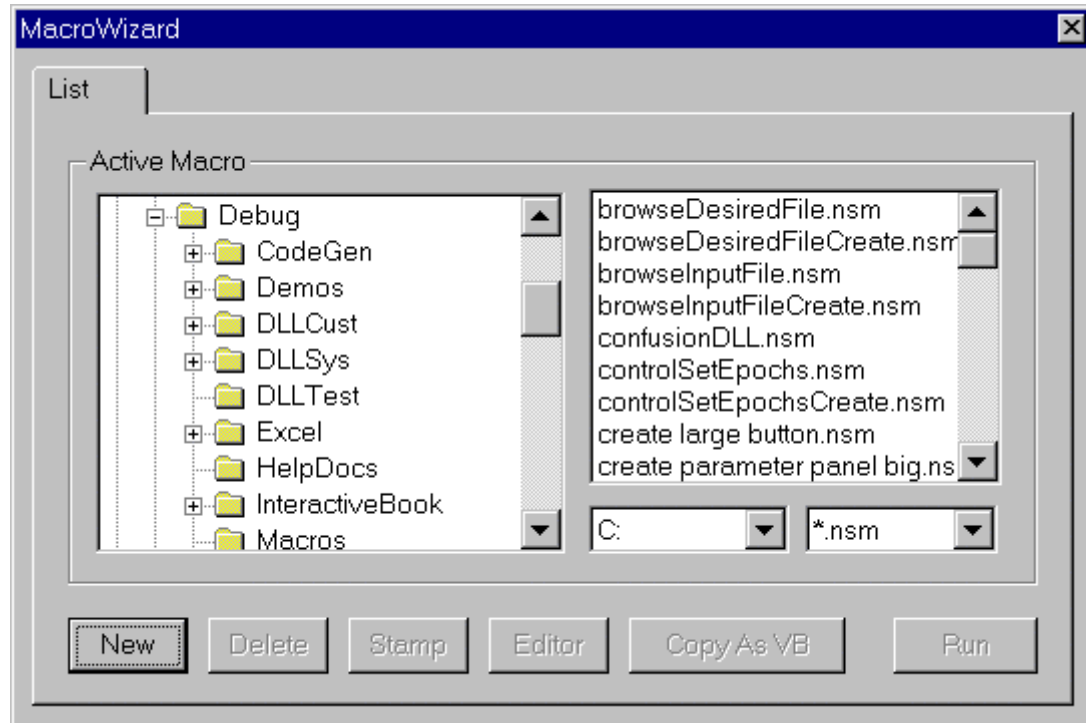 MacroWizard
List
Active Macro
Debug
CodeGen
Demos
DLLCust
DLLSys
DLLTest
Excel
HelpDocs
InteractiveBook
Macros
browseDesiredFile.nsm
browseDesiredFileCreate.nsm
browseInputFile.nsm
browseInputFileCreate.nsm
confusionDLL.nsm
controlSetEpochs.nsm
controlSetEpochsCreate.nsm
create large button.nsm
create parameter panel big.ns
C:
*.nsm
New Delete Stamp Editor Copy As VB Run